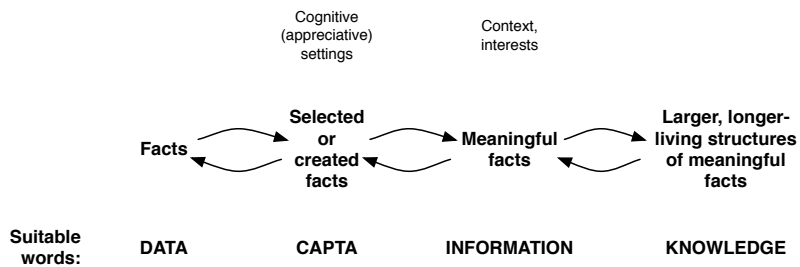 Cognitive
(appreciative)
settings
Context,
interests
Facts
Selected
or
created
facts
Meaningful
facts
Larger, longer-
living structures
of meaningful
facts
Suitable
words:
DATA
CAPTA
INFORMATION
KNOWLEDGE